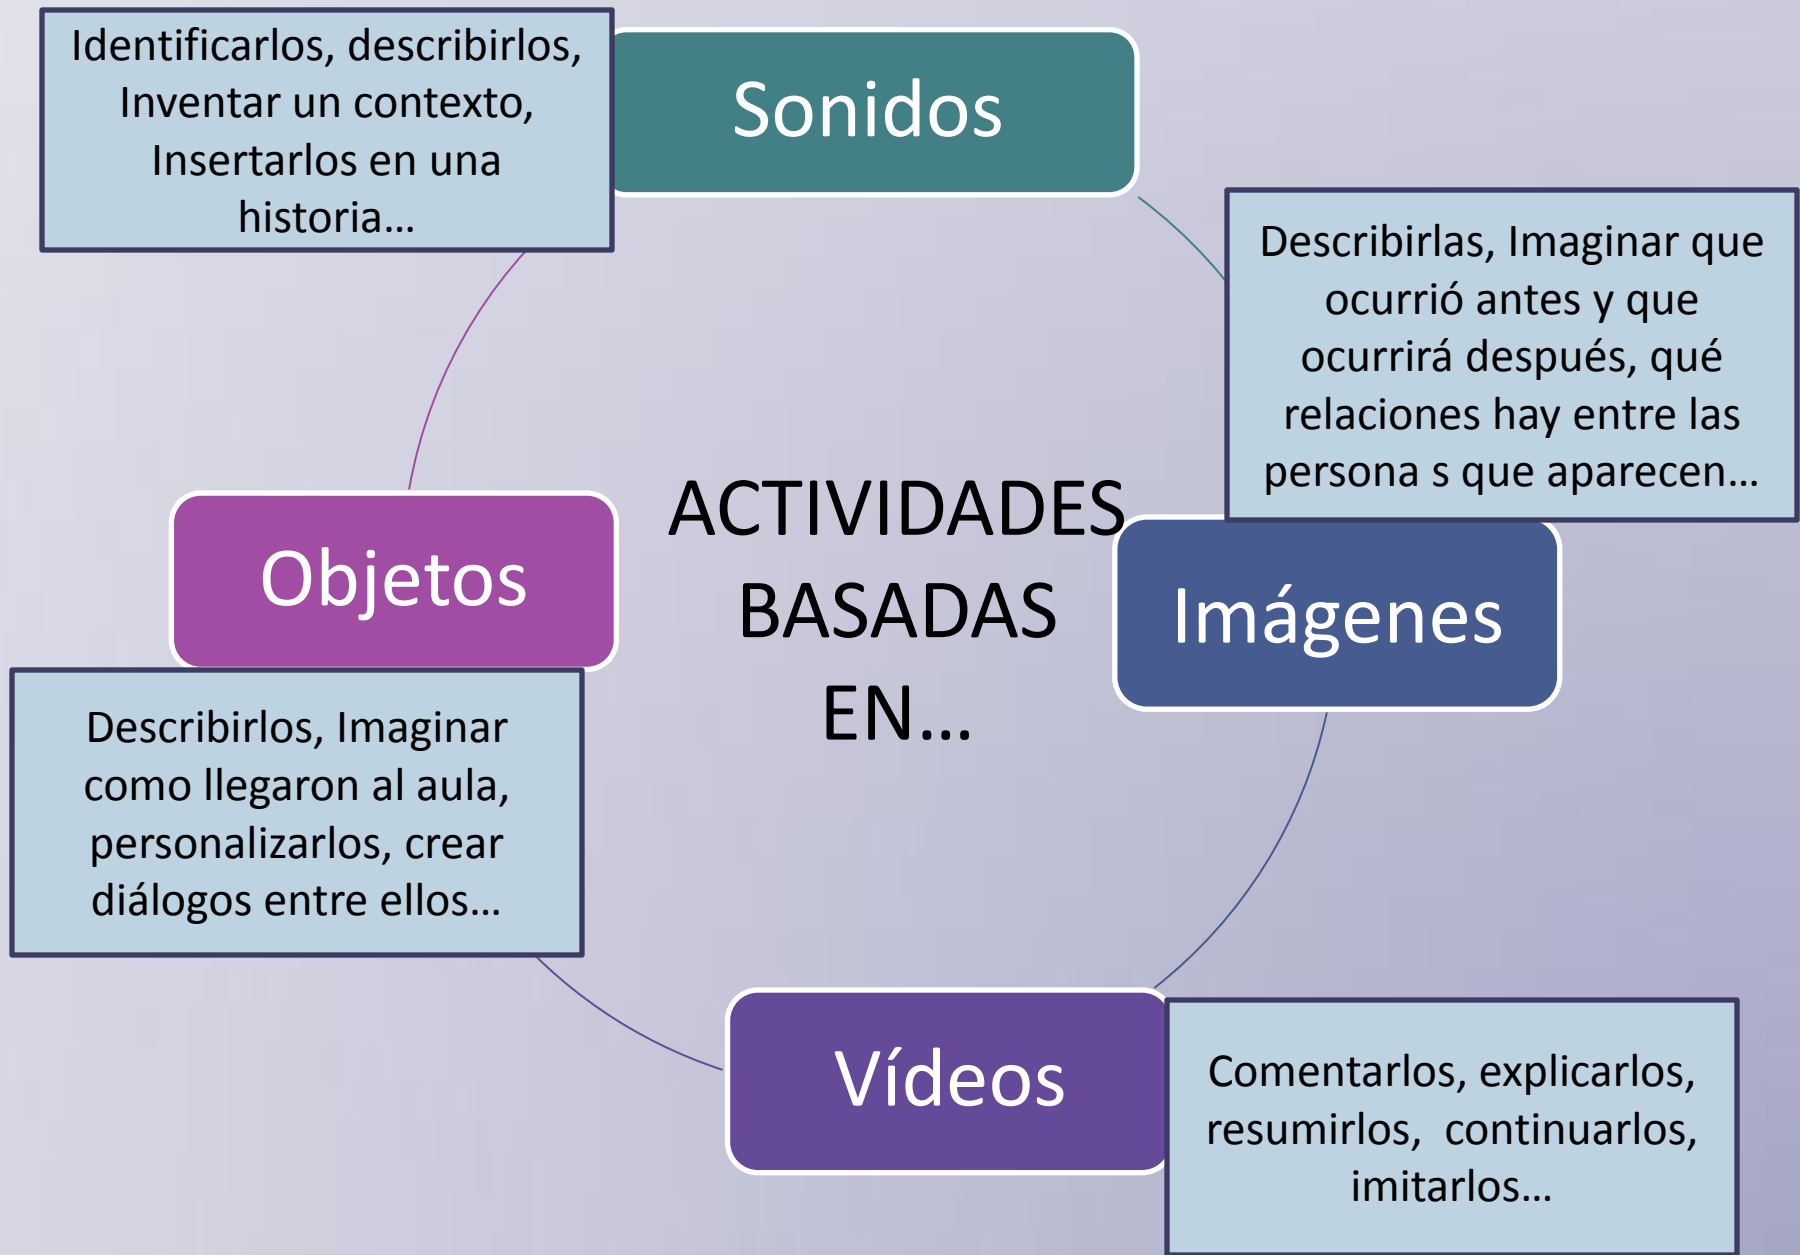 Identificarlos, describirlos,
Inventar un contexto,
Insertarlos en una
historia...
Sonidos
Describirlas, Imaginar que
ocurrió antes y que
ocurrirá después, qué
relaciones hay entre las
persona s que aparecen...
Objetos
ACTIVIDADES
BASADAS
EN...
Imágenes
Describirlos, Imaginar
como llegaron al aula,
personalizarlos, crear
diálogos entre ellos...
Vídeos
Comentarlos, explicarlos,
resumirlos,  continuarlos,
imitarlos...